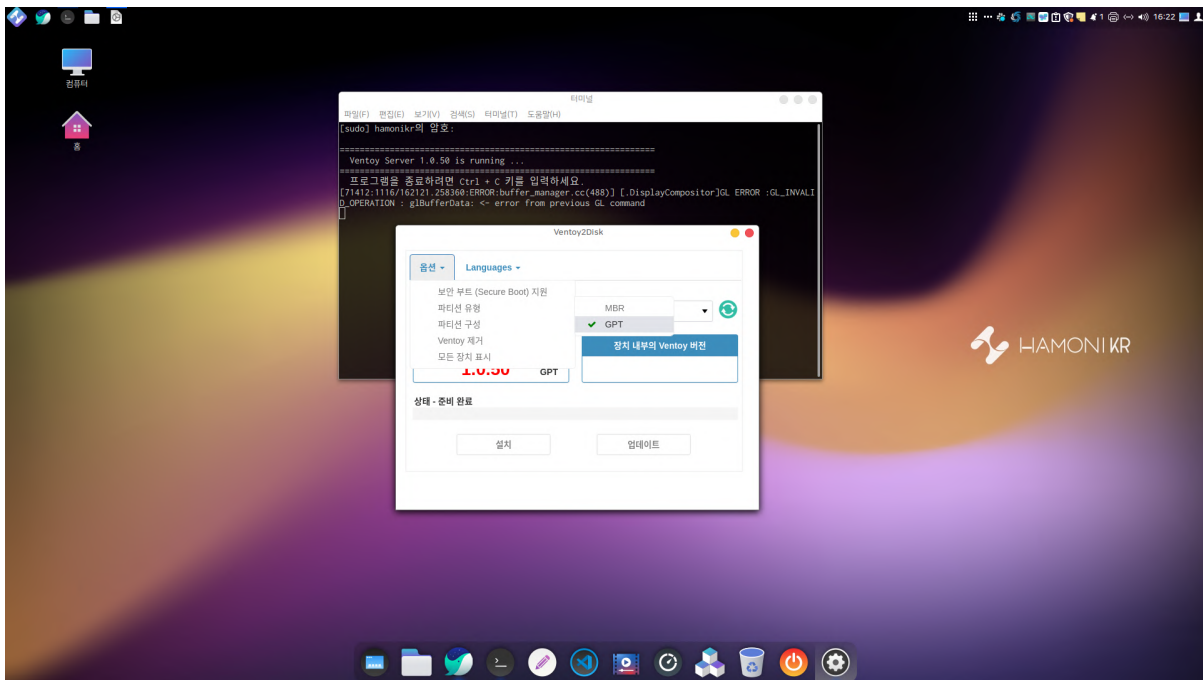 1 16:22
컴퓨터
홈
터미널
파일(F) 편집(E) 보기(V) 검색(S) 터미널(T) 도움말(H)
[sudo] hamonikr의 암호:
===============================================================
Ventoy Server 1.0.50 is running ...
===============================================================
프로그램을 종료하려면 Ctrl + C 키를 입력하세요.
[71412:1116/162121.258360:ERROR:buffer_manager.cc(488)] [.DisplayCompositor]GL ERROR :GL_INVALI
D_OPERATION : glBufferData: <- error from previous GL command
Ventoy2Disk
옵션 Languages
보안 부트 (Secure Boot) 지원
파티션 유형
파티션 구성
Ventoy 제거
모든 장치 표시
MBR
GPT
장치 내부의 Ventoy 버전
1.0.50 GPT
상태 - 준비 완료
설치 업데이트
HAMONIKR